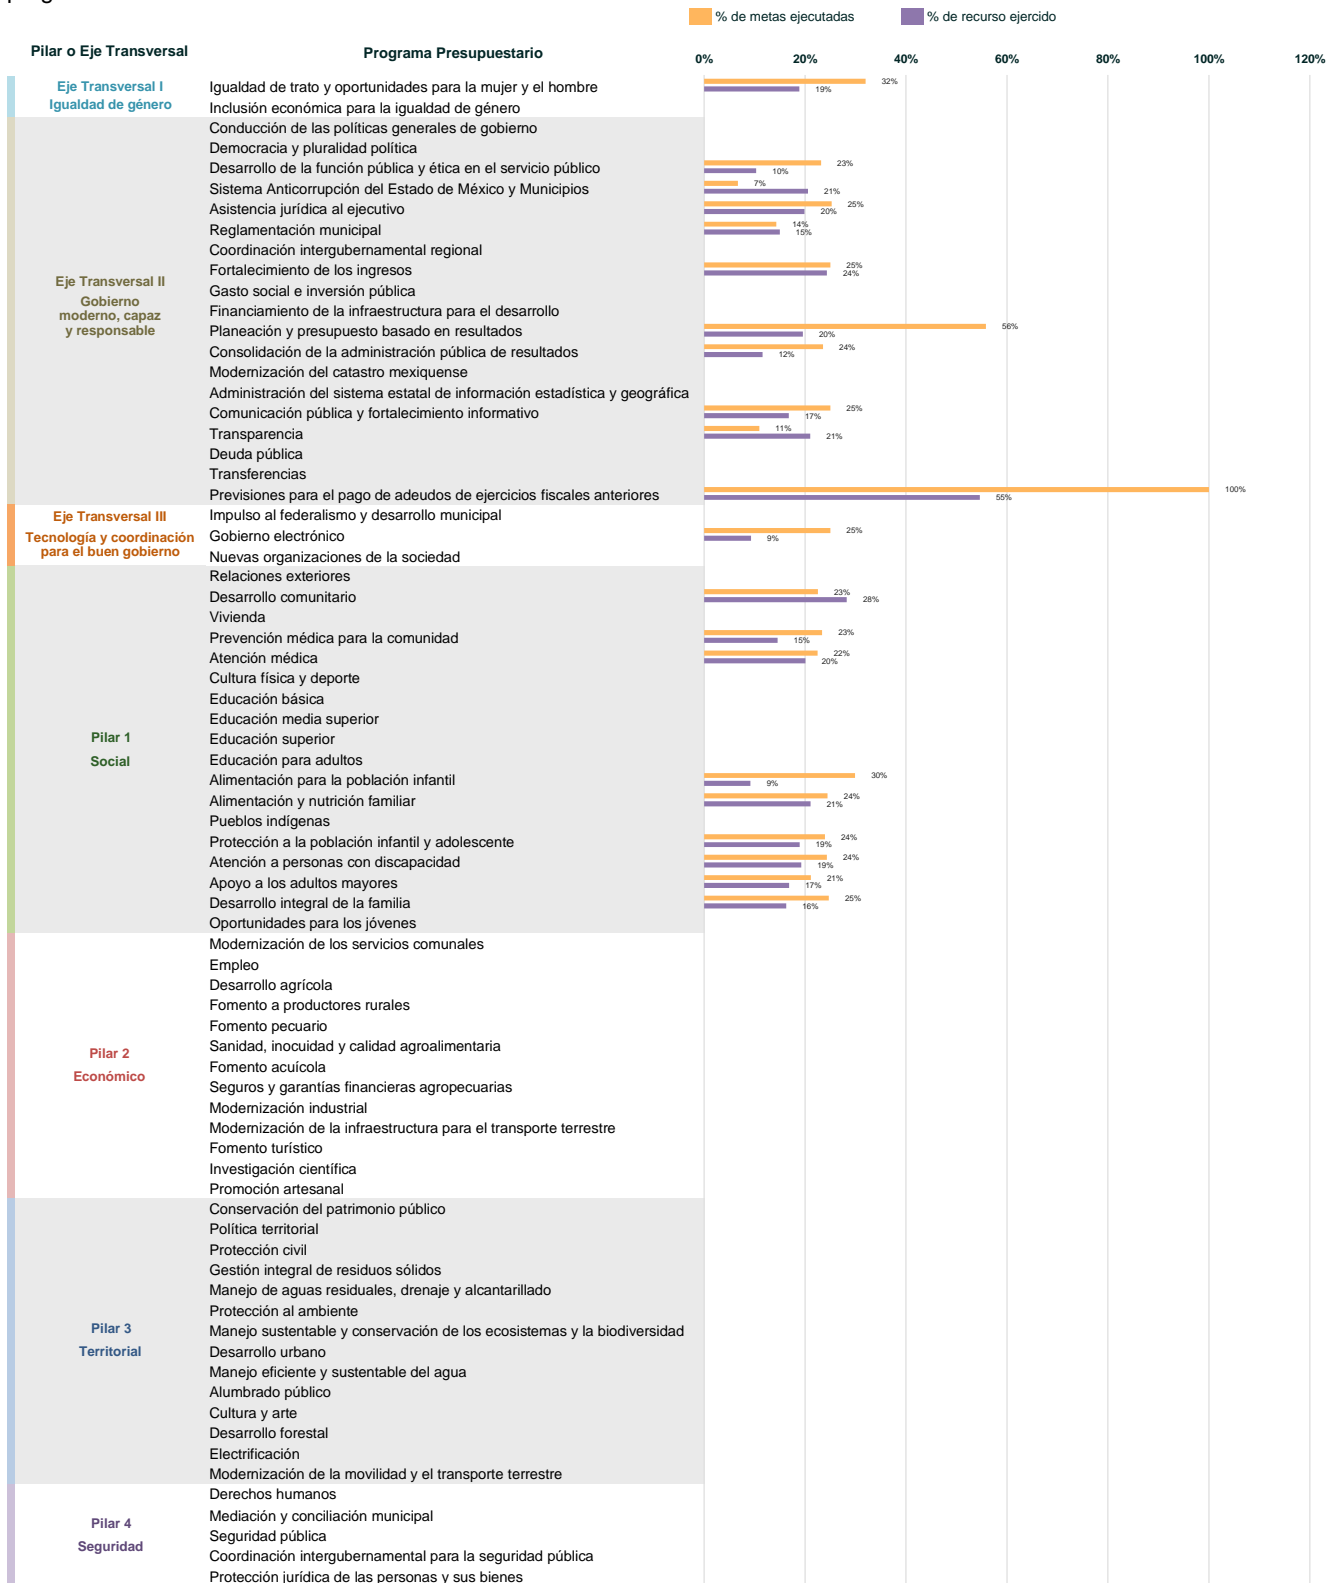 % de metas ejecutadas % de recurso ejercido
Pilar o Eje Transversal Programa Presupuestario 0% 20% 40% 60% 80% 100% 120%
Eje Transversal I
Igualdad de género
Igualdad de trato y oportunidades para la mujer y el hombre 32% 19%
Inclusión económica para la igualdad de género
Eje Transversal II
Gobierno
moderno, capaz
y responsable
Conducción de las políticas generales de gobierno
Democracia y pluralidad política
Desarrollo de la función pública y ética en el servicio público 23% 10%
Sistema Anticorrupción del Estado de México y Municipios 7% 21%
Asistencia jurídica al ejecutivo 25% 20%
Reglamentación municipal 14% 15%
Coordinación intergubernamental regional
Fortalecimiento de los ingresos 25% 24%
Gasto social e inversión pública
Financiamiento de la infraestructura para el desarrollo
Planeación y presupuesto basado en resultados 56% 20%
Consolidación de la administración pública de resultados 24% 12%
Modernización del catastro mexiquense
Administración del sistema estatal de información estadística y geográfica
Comunicación pública y fortalecimiento informativo 25% 17%
Transparencia 11% 21%
Deuda pública
Transferencias
Previsiones para el pago de adeudos de ejercicios fiscales anteriores 100% 55%
Eje Transversal III
Tecnología y coordinación
para el buen gobierno
Impulso al federalismo y desarrollo municipal
Gobierno electrónico 25% 9%
Nuevas organizaciones de la sociedad
Pilar 1
Social
Relaciones exteriores
Desarrollo comunitario 23% 28%
Vivienda
Prevención médica para la comunidad 23% 15%
Atención médica 22% 20%
Cultura física y deporte
Educación básica
Educación media superior
Educación superior
Educación para adultos
Alimentación para la población infantil 30% 9%
Alimentación y nutrición familiar 24% 21%
Pueblos indígenas
Protección a la población infantil y adolescente 24% 19%
Atención a personas con discapacidad 24% 19%
Apoyo a los adultos mayores 21% 17%
Desarrollo integral de la familia 25% 16%
Oportunidades para los jóvenes
Pilar 2
Económico
Modernización de los servicios comunales
Empleo
Desarrollo agrícola
Fomento a productores rurales
Fomento pecuario
Sanidad, inocuidad y calidad agroalimentaria
Fomento acuícola
Seguros y garantías financieras agropecuarias
Modernización industrial
Modernización de la infraestructura para el transporte terrestre
Fomento turístico
Investigación científica
Promoción artesanal
Pilar 3
Territorial
Conservación del patrimonio público
Política territorial
Protección civil
Gestión integral de residuos sólidos
Manejo de aguas residuales, drenaje y alcantarillado
Protección al ambiente
Manejo sustentable y conservación de los ecosistemas y la biodiversidad
Desarrollo urbano
Manejo eficiente y sustentable del agua
Alumbrado público
Cultura y arte
Desarrollo forestal
Electrificación
Modernización de la movilidad y el transporte terrestre
Pilar 4
Seguridad
Derechos humanos
Mediación y conciliación municipal
Seguridad pública
Coordinación intergubernamental para la seguridad pública
Protección jurídica de las personas y sus bienes